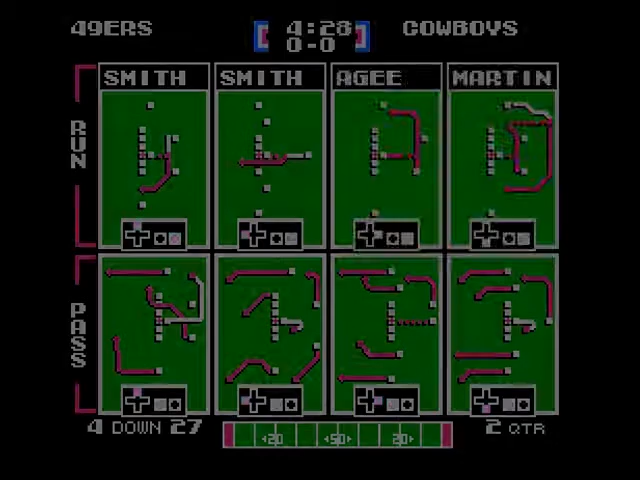 49ERS 4:28 COWBOYS
0-0
SMITH SMITH AGEE MARTIN
RUN
PASS
4 DOWN 27 20 50 20 2 QTR